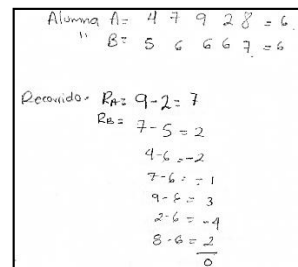 Alumna A= 4 7 9 2 8 = 6
" B= 5 6 6 6 7 = 6
Recorrido= RA= 9-2=7
RB= 7-5=2
4-6=-2
7-6= 1
9-6= 3
2-6= -4
8-6= 2
0